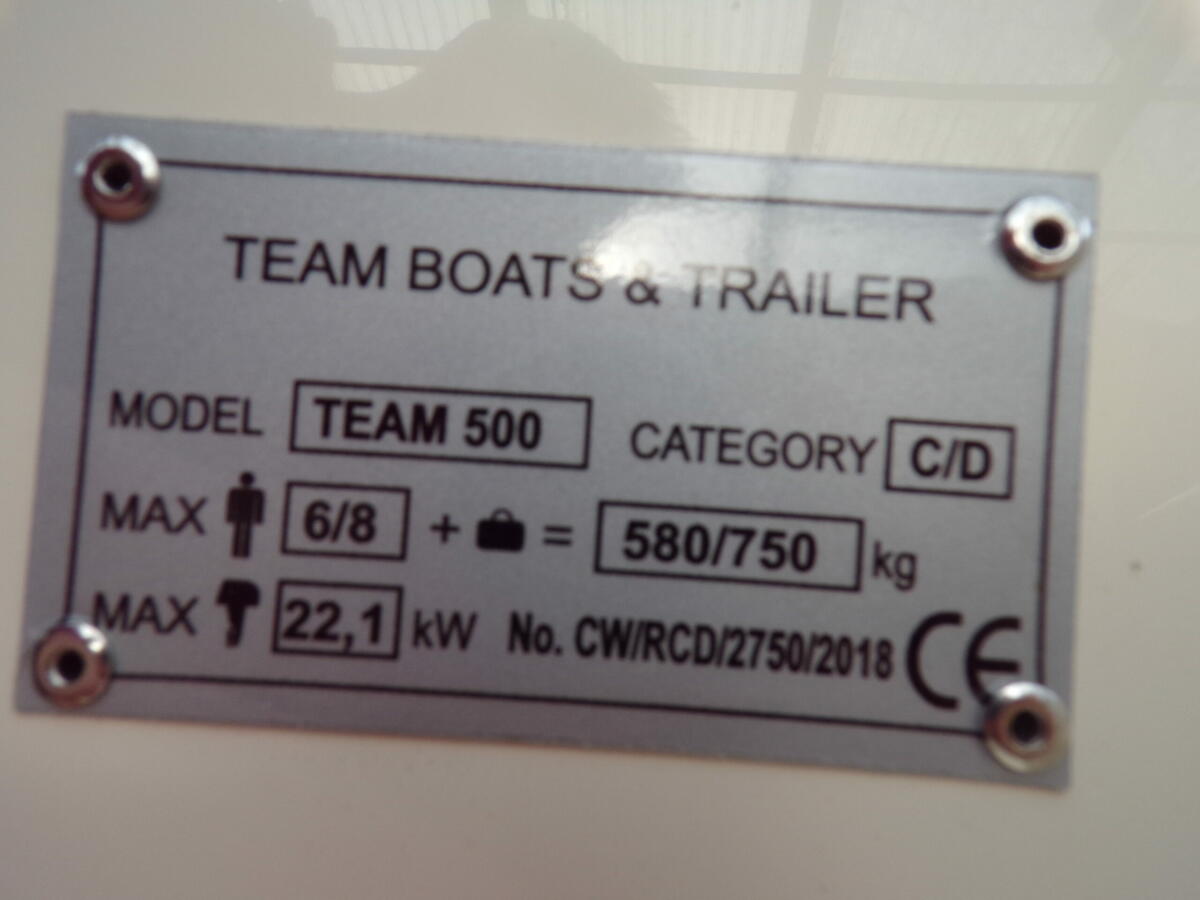 TEAM BOATS & TRAILER
MODEL TEAM 500 CATEGORY C/D
MAX 6/8 + = 580/750 kg
MAX 22,1 kW No. CW/RCD/2750/2018 CE